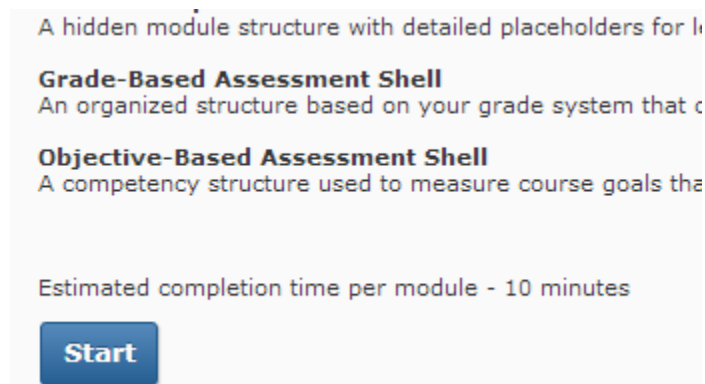 A hidden module structure with detailed placeholders for
Grade-Based Assessment Shell
An organized structure based on your grade system that
Objective-Based Assessment Shell
A competency structure used to measure course goals
Estimated completion time per module - 10 minutes
Start